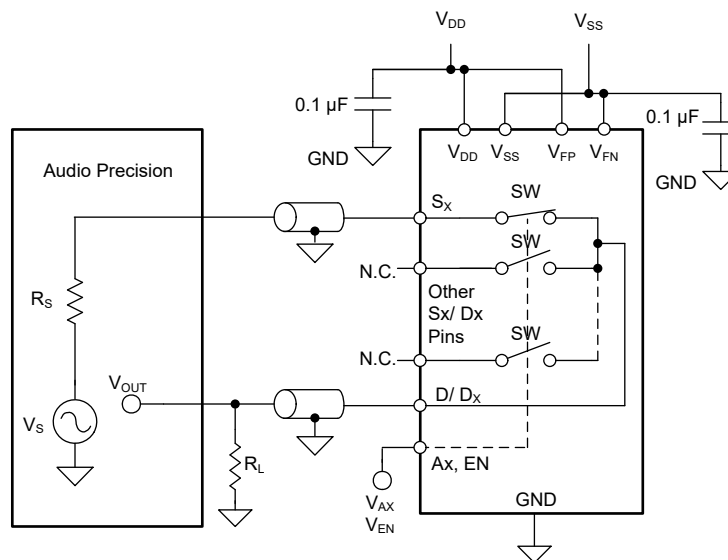 V_DD
V_SS
0.1 µF
0.1 µF
GND
V_DD
V_SS
V_FP
V_FN
GND
Audio Precision
S_X
SW
SW
N.C.
Other
Sx/ Dx
Pins
R_S
SW
N.C.
V_OUT
D/ D_X
V_S
R_L
Ax, EN
V_AX
V_EN
GND